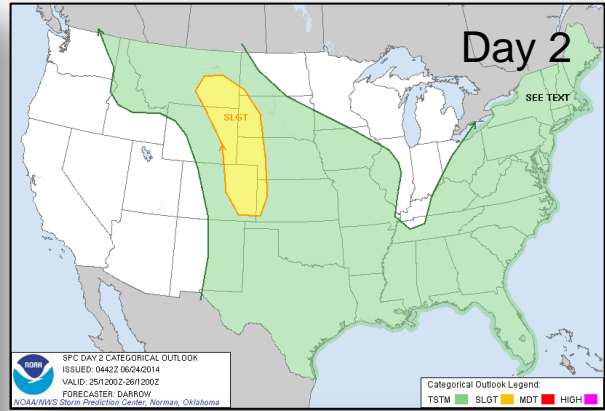 Day 2
SEE TEXT
SLGT
NOAA
SPC DAY 2 CATEGORICAL OUTLOOK
ISSUED: 0442Z 06/24/2014
VALID: 25/1200Z-26/1200Z
FORECASTER: DARROW
NOAA/NWS Storm Prediction Center, Norman, Oklahoma
Categorical Outlook Legend:
TSTM SLGT MDT HIGH